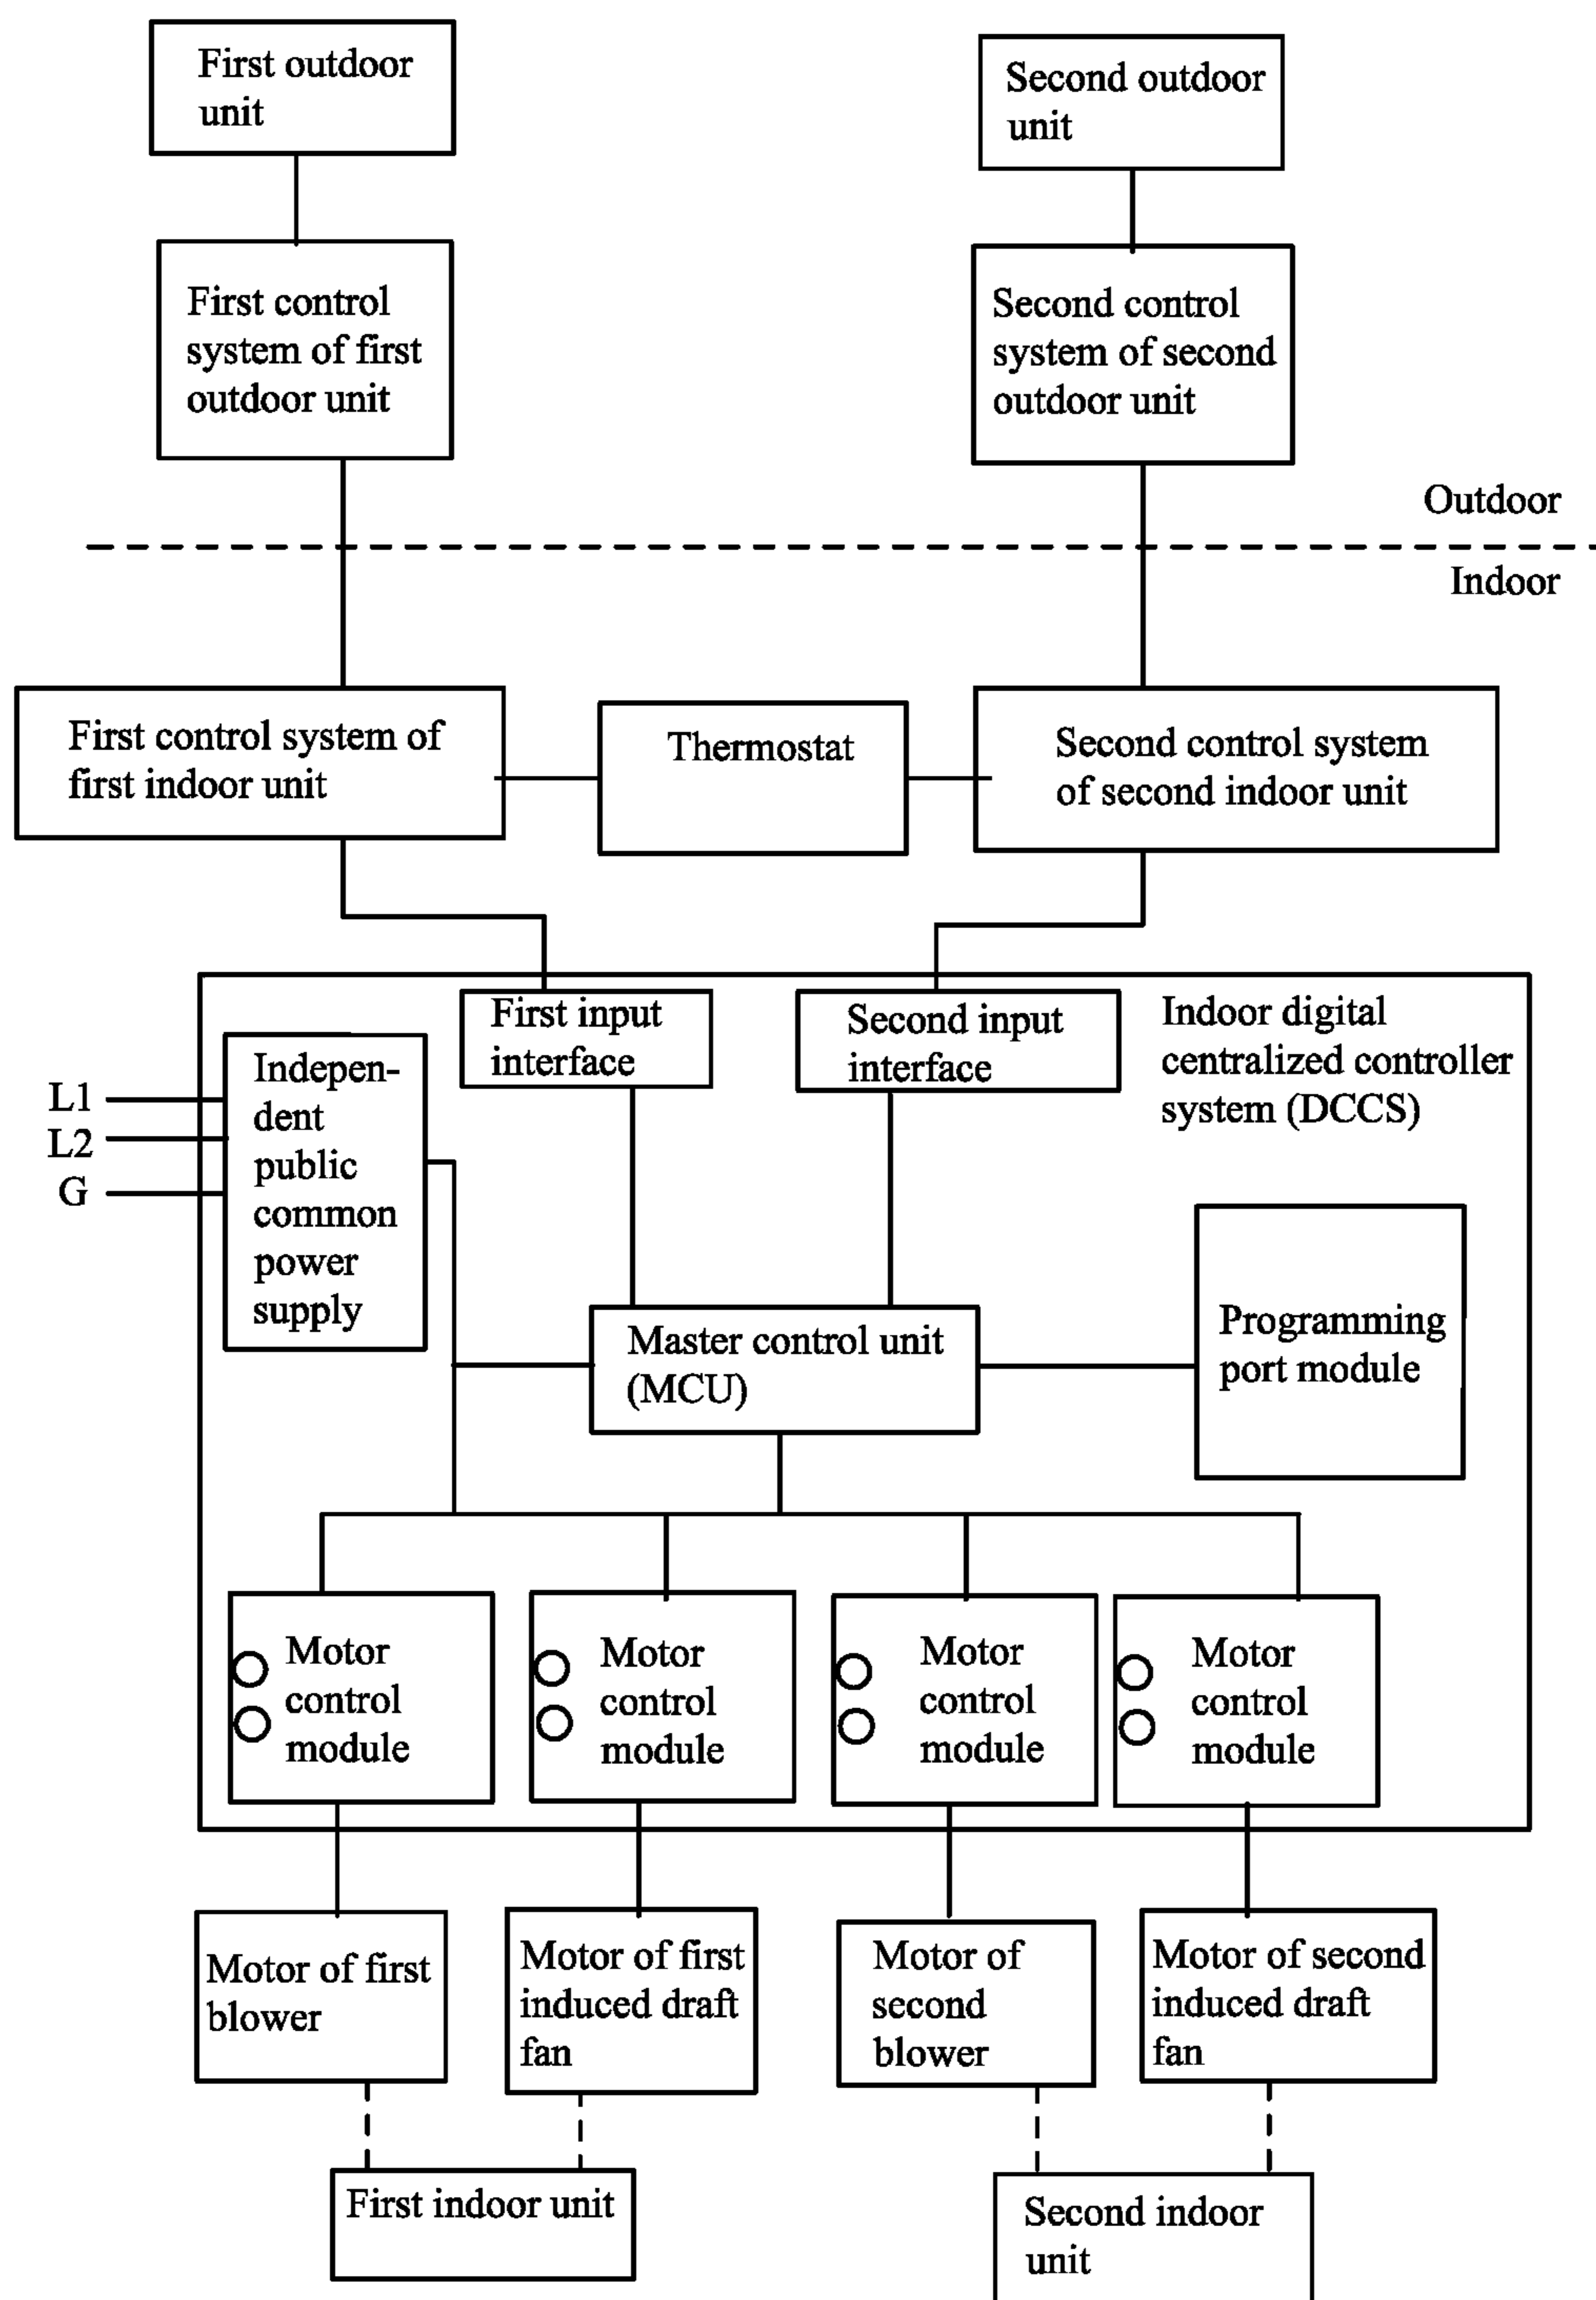 First outdoor
unit
Second outdoor
unit
First control
system of first
outdoor unit
Second control
system of second
outdoor unit
Outdoor
Indoor
First control system of
first indoor unit
Thermostat
Second control system
of second indoor unit
First input
interface
Second input
interface
Indoor digital
centralized controller
system (DCCS)
L1
L2
G
Indepen-
dent
public
common
power
supply
Master control unit
(MCU)
Programming
port module
Motor
control
module
Motor
control
module
Motor
control
module
Motor
control
module
Motor of first
blower
Motor of first
induced draft
fan
Motor of
second
blower
Motor of second
induced draft
fan
First indoor unit
Second indoor
unit